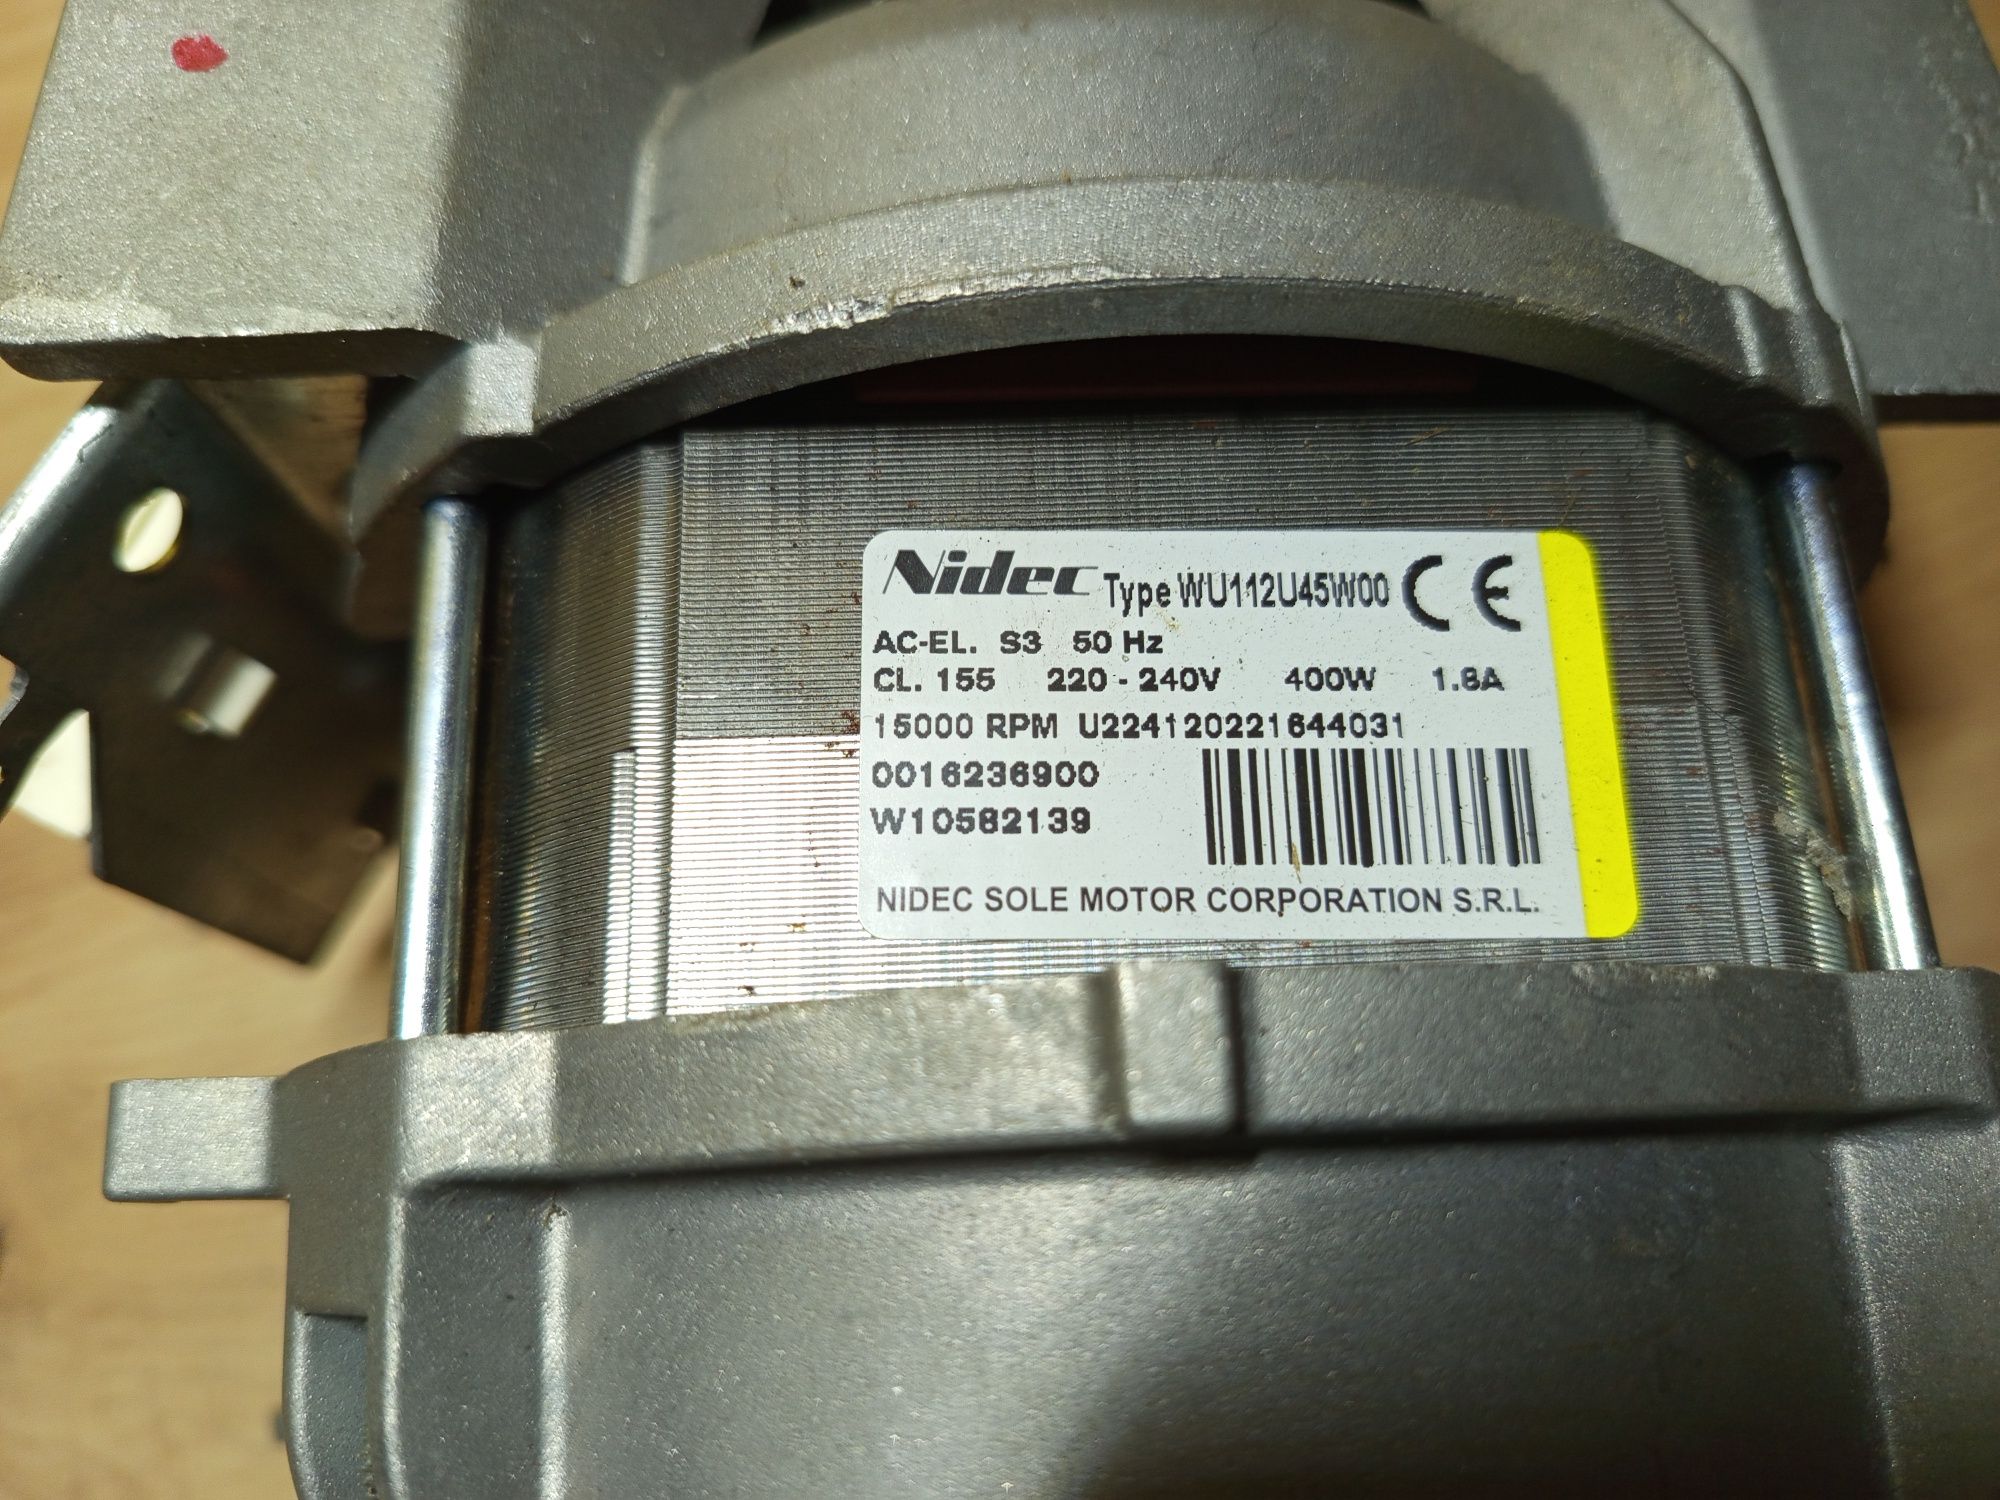 Nidec Type WU112U45W00 CE
AC-EL. S3 50 Hz
CL. 155 220 - 240V 400W 1.8A
15000 RPM U224120221644031
0016236900
W10582139
NIDEC SOLE MOTOR CORPORATION S.R.L.